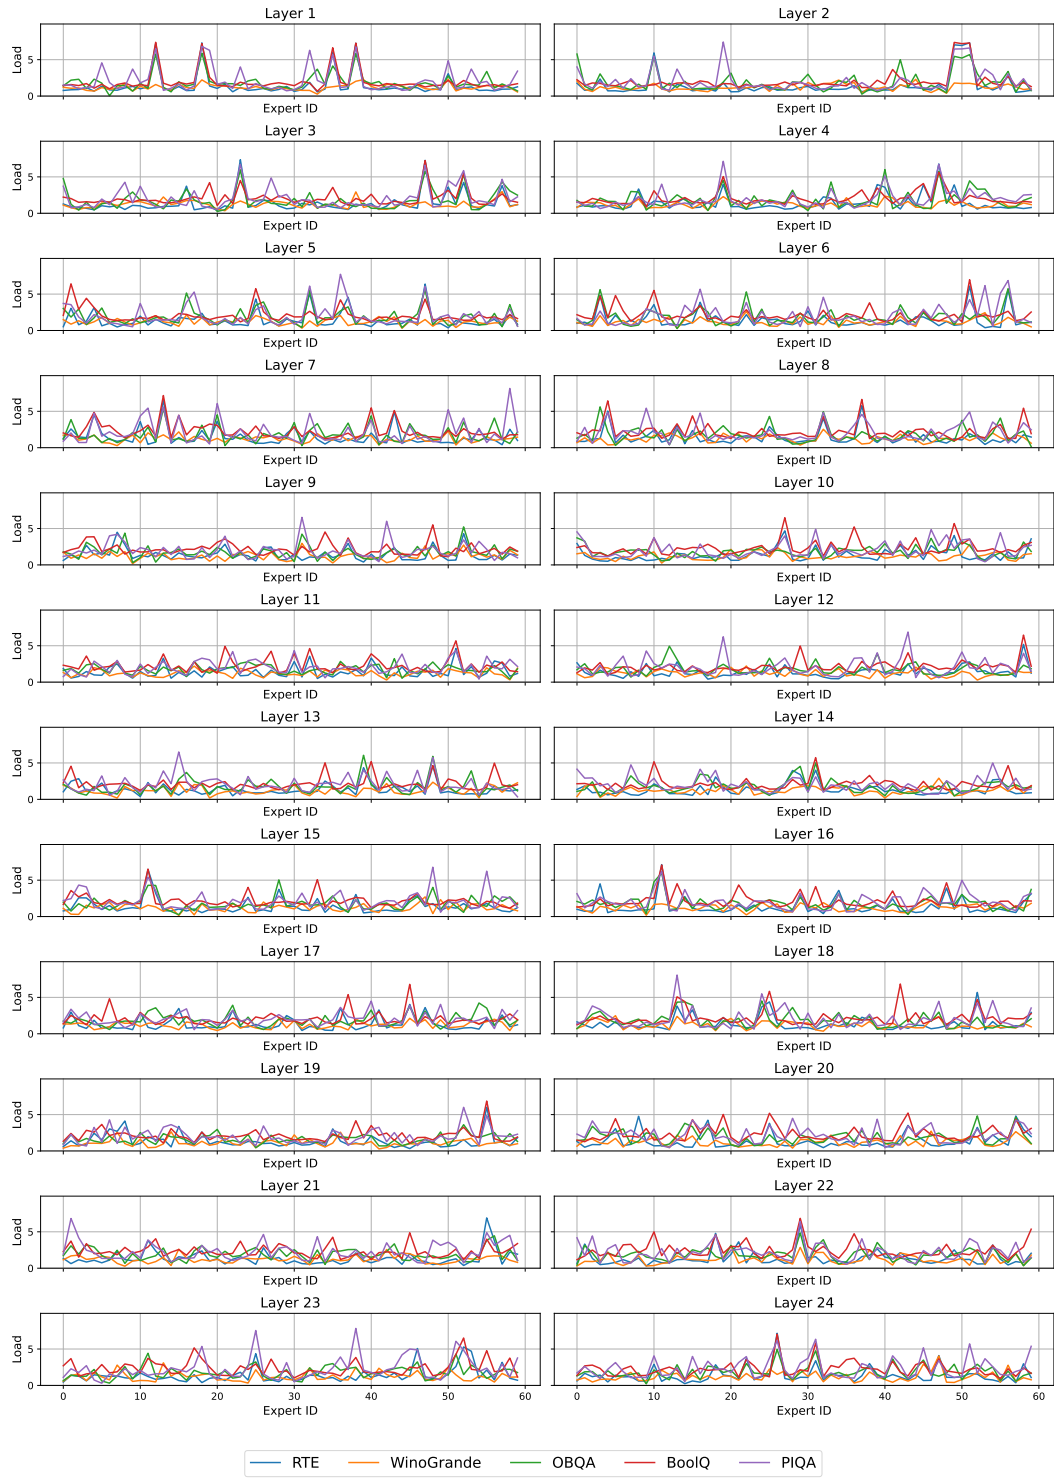 Layer 1 Layer 2
5
0
Load
Expert ID Expert ID
Layer 3 Layer 4
5
0
Load
Expert ID Expert ID
Layer 5 Layer 6
5
0
Load
Expert ID Expert ID
Layer 7 Layer 8
5
0
Load
Expert ID Expert ID
Layer 9 Layer 10
5
0
Load
Expert ID Expert ID
Layer 11 Layer 12
5
0
Load
Expert ID Expert ID
Layer 13 Layer 14
5
0
Load
Expert ID Expert ID
Layer 15 Layer 16
5
0
Load
Expert ID Expert ID
Layer 17 Layer 18
5
0
Load
Expert ID Expert ID
Layer 19 Layer 20
5
0
Load
Expert ID Expert ID
Layer 21 Layer 22
5
0
Load
Expert ID Expert ID
Layer 23 Layer 24
5
0
Load
0 10 20 30 40 50 60 0 10 20 30 40 50 60
Expert ID Expert ID
RTE WinoGrande OBQA BoolQ PIQA